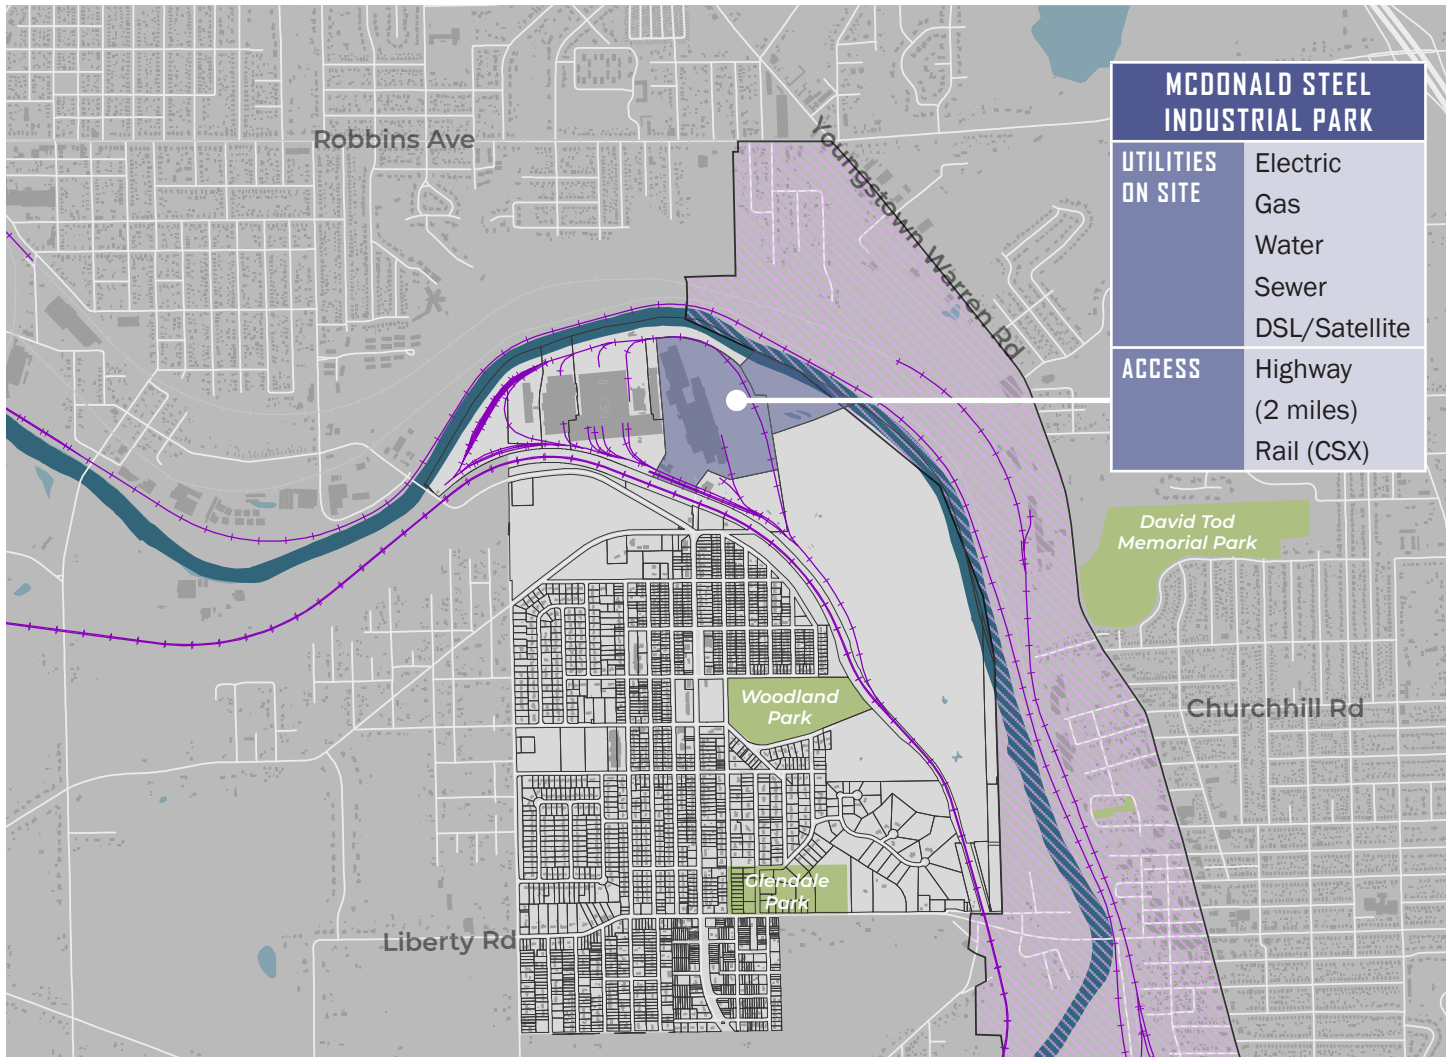 MCDONALD STEEL
INDUSTRIAL PARK
UTILITIES
ON SITE
Electric
Gas
Water
Sewer
DSL/Satellite
ACCESS
Highway
(2 miles)
Rail (CSX)
Robbins Ave
Youngstown Warren Rd
David Tod
Memorial Park
Woodland
Park
Churchhill Rd
Glendale
Park
Liberty Rd